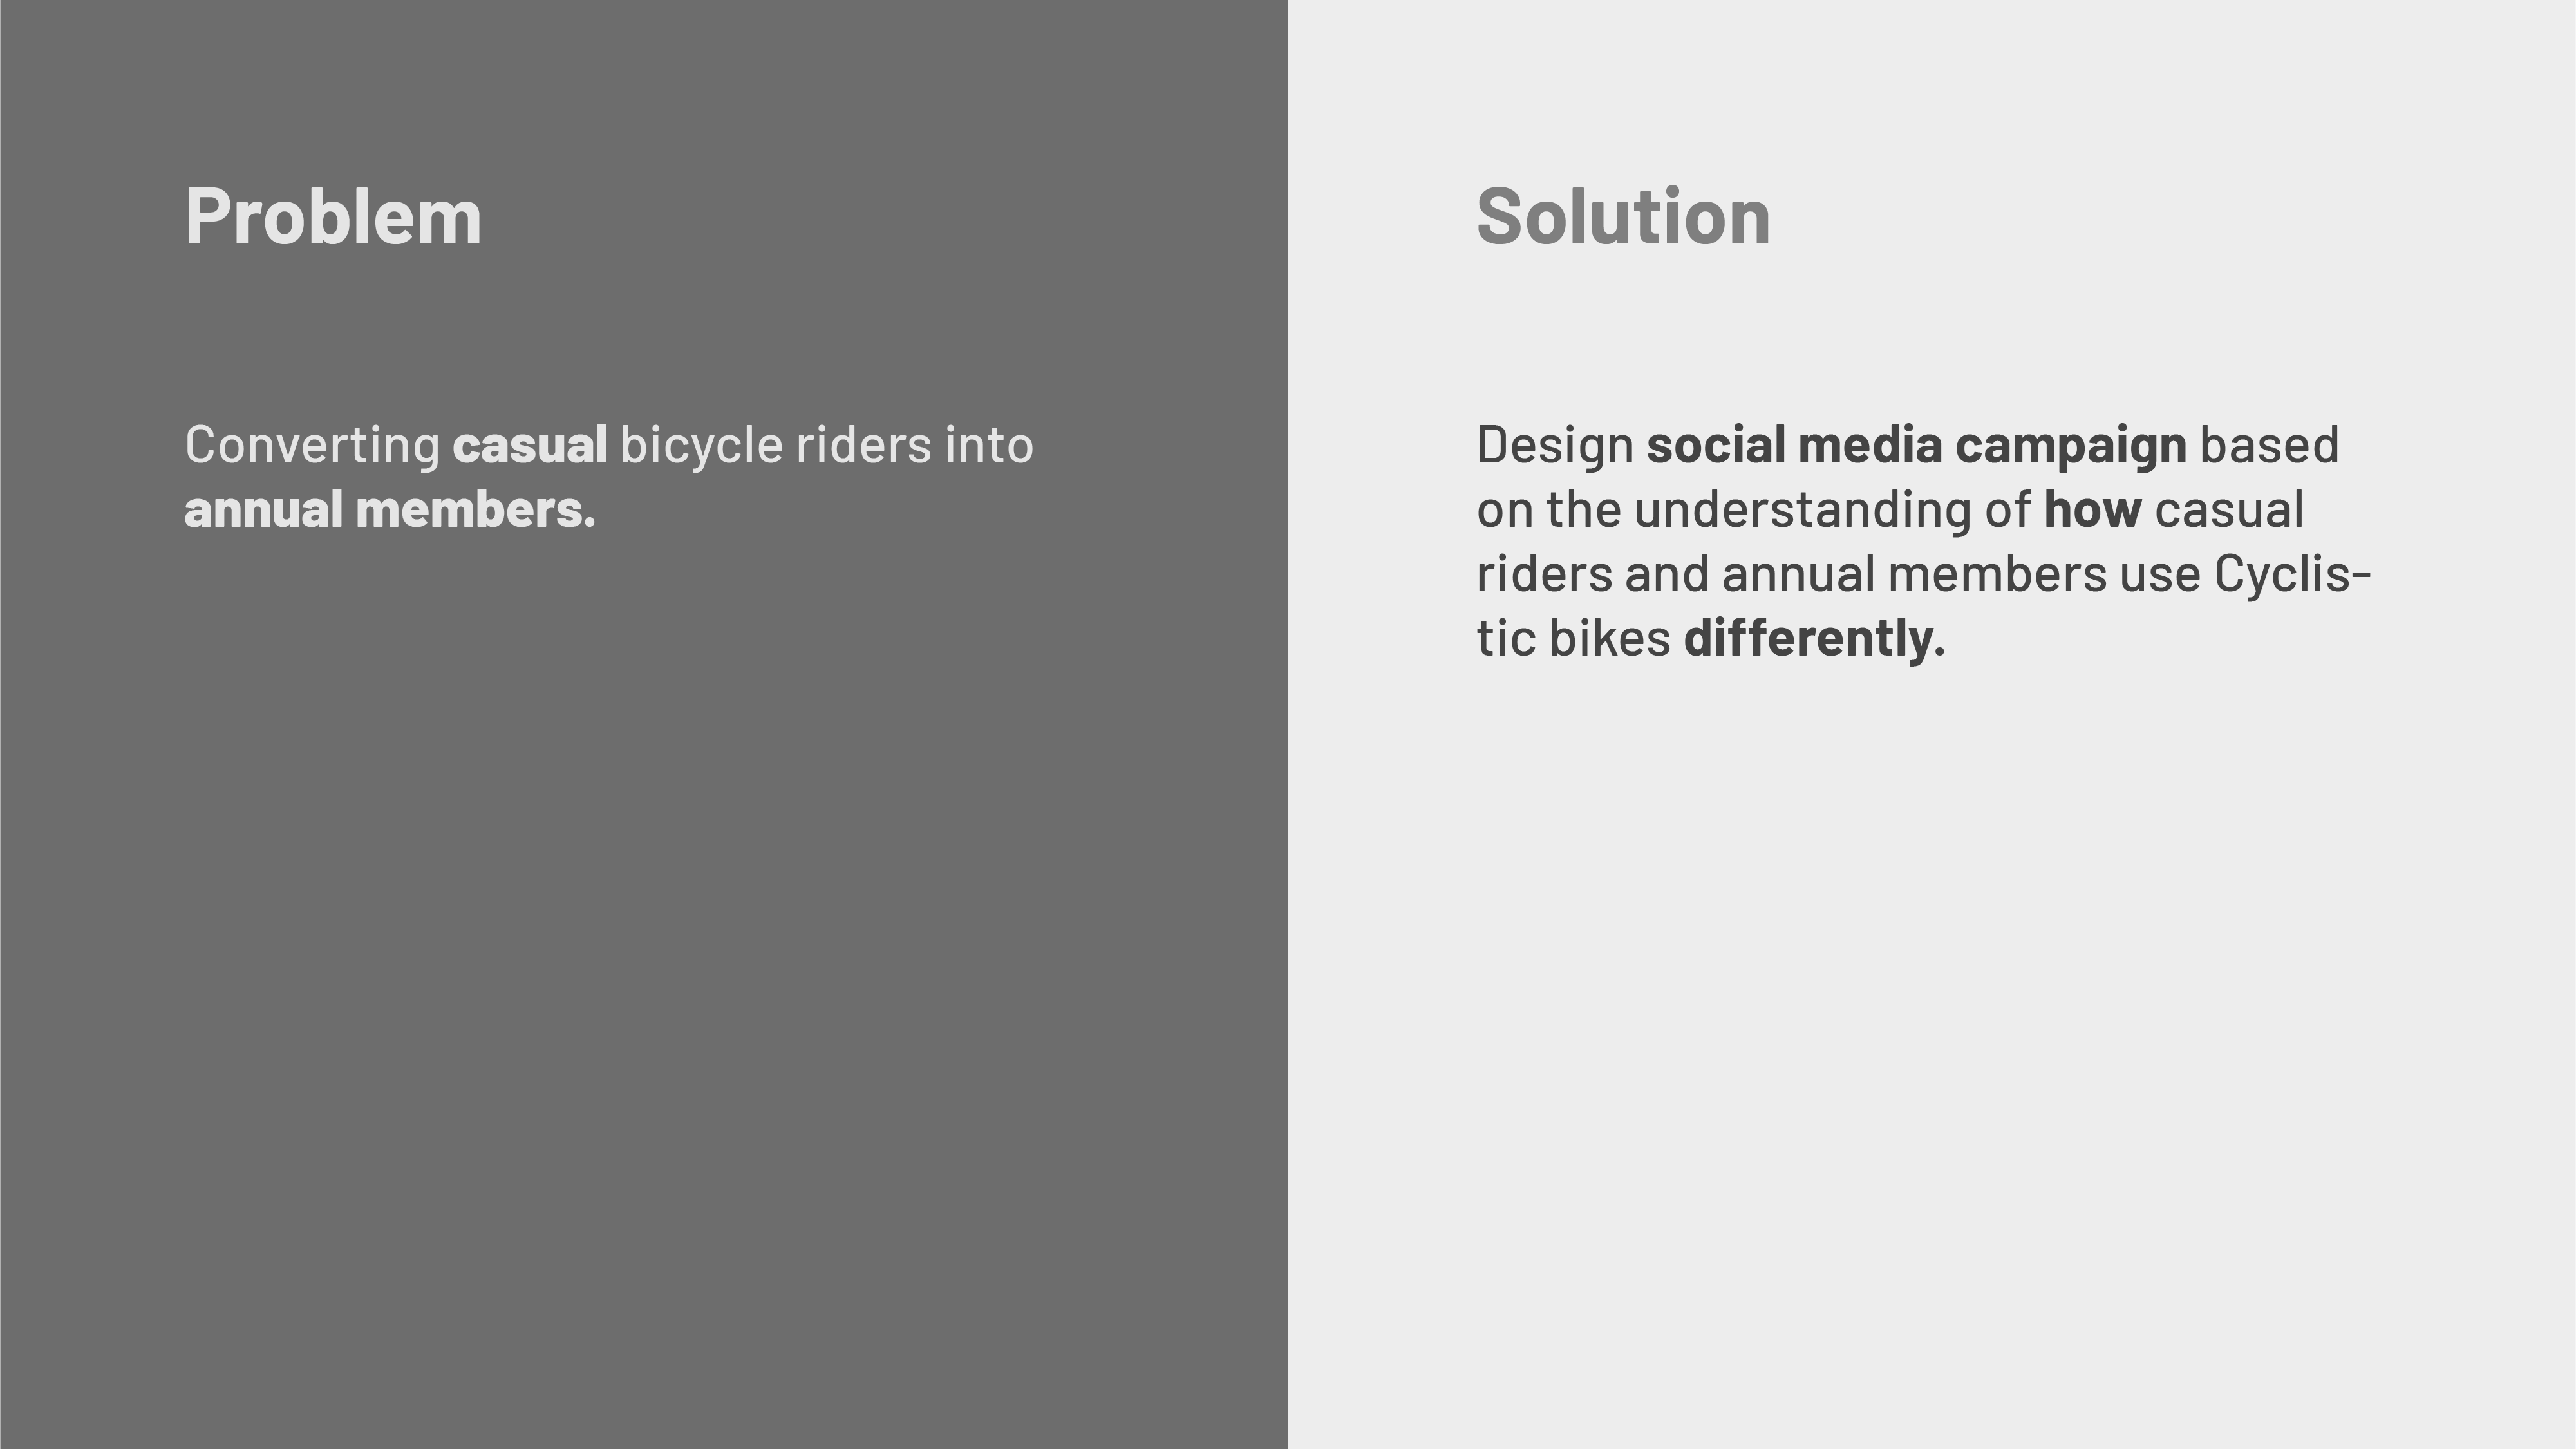 Problem
Converting casual bicycle riders into
annual members.
Solution
Design social media campaign based
on the understanding of how casual
riders and annual members use Cyclis-
tic bikes differently.